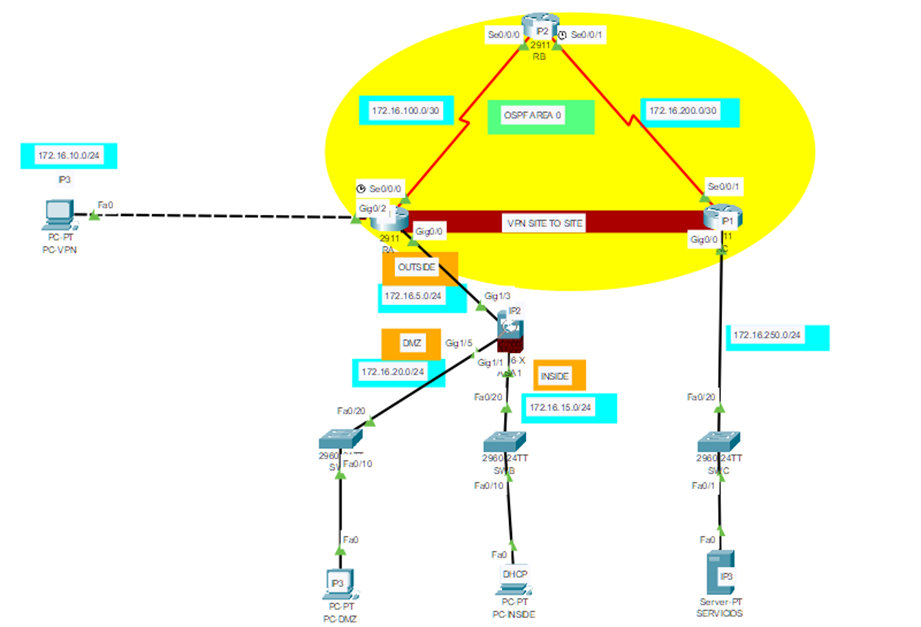 IP2
Se0/0/0
Se0/0/1
2911
RB
172.16.100.0/30
OSPF AREA 0
172.16.200.0/30
172.16.10.0/24
IP3
Fa0
PC-PT
PC-VPN
Se0/0/0
Gig0/2
2911
RA
Gig0/0
VPN SITE TO SITE
Se0/0/1
IP1
Gig0/0
OUTSIDE
172.16.5.0/24
Gig1/3
IP2
DMZ
Gig1/5
172.16.20.0/24
Gig1/1
INSIDE
172.16.15.0/24
172.16.250.0/24
Fa0/20
Fa0/20
Fa0/20
2960-24TT
Fa0/10
2960-24TT
SWB
Fa0/10
2960-24TT
SWC
Fa0/1
Fa0
IP3
PC-PT
PC-DMZ
Fa0
DHCP
PC-PT
PC-INSIDE
Fa0
IP3
Server-PT
SERVICIOS